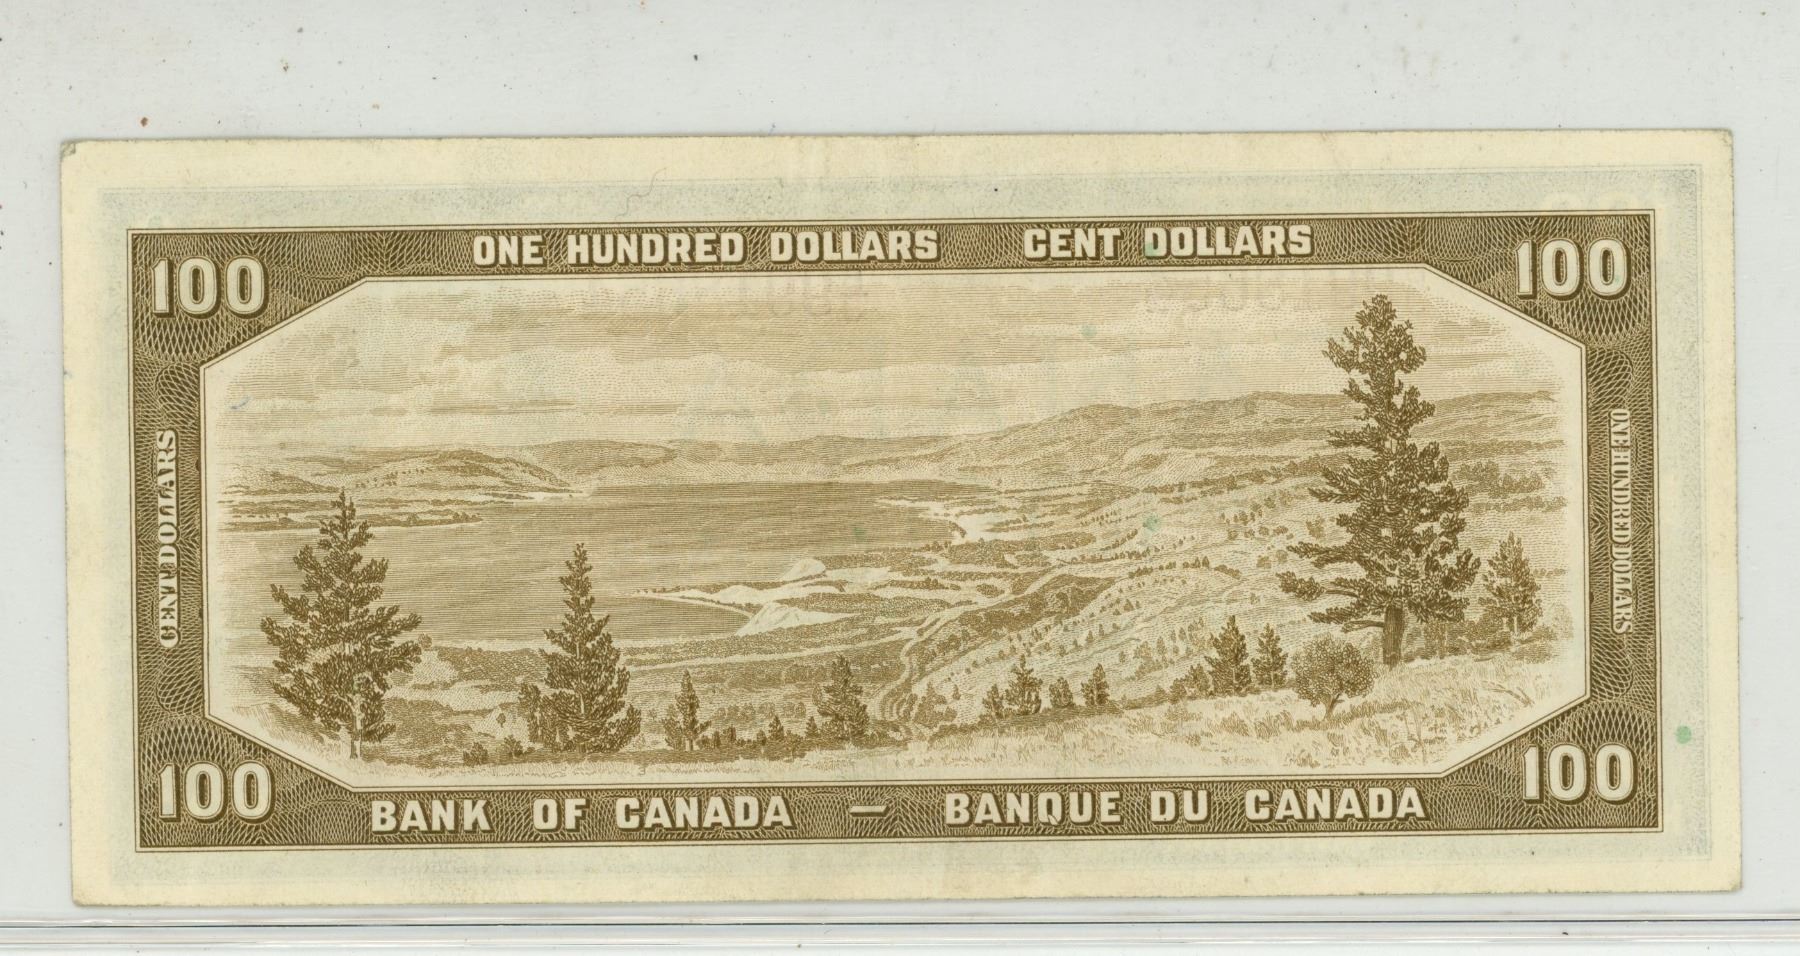 ONE HUNDRED DOLLARS CENT DOLLARS
100 100
CENT DOLLARS
ONE HUNDRED DOLLARS
100 100
BANK OF CANADA — BANQUE DU CANADA